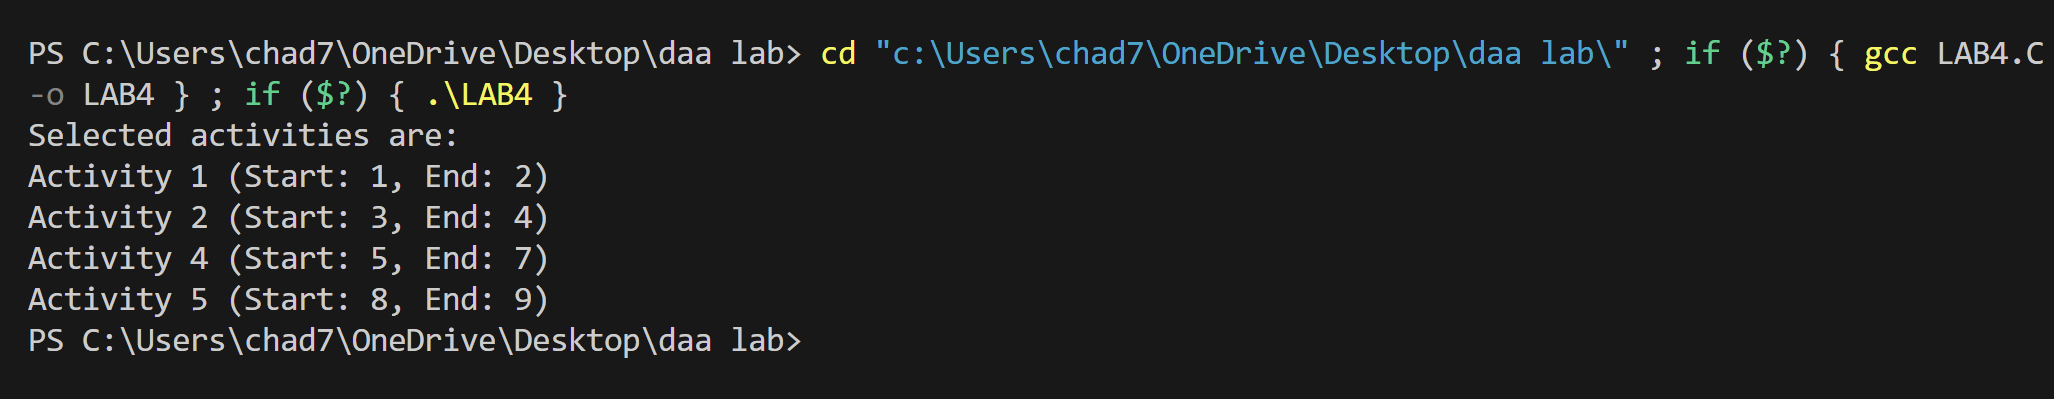 PS C:\Users\chad7\OneDrive\Desktop\daa lab> cd "c:\Users\chad7\OneDrive\Desktop\daa lab\" ; if ($?) { gcc LAB4.C
-o LAB4 } ; if ($?) { .\LAB4 }
Selected activities are:
Activity 1 (Start: 1, End: 2)
Activity 2 (Start: 3, End: 4)
Activity 4 (Start: 5, End: 7)
Activity 5 (Start: 8, End: 9)
PS C:\Users\chad7\OneDrive\Desktop\daa lab>